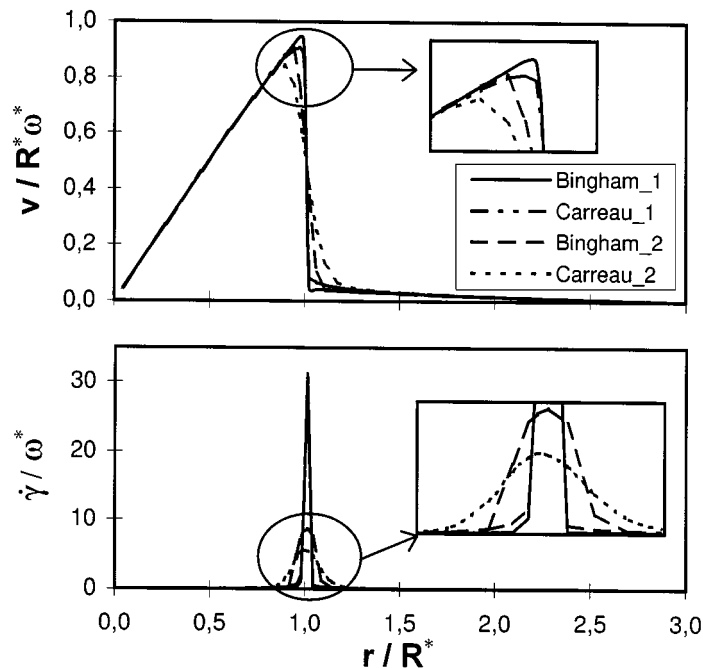 v / R*ω*
1,0
0,8
0,6
0,4
0,2
0,0
Bingham_1
Carreau_1
Bingham_2
Carreau_2
γ̇ / ω*
30
20
10
0
0,0 0,5 1,0 1,5 2,0 2,5 3,0
r / R*